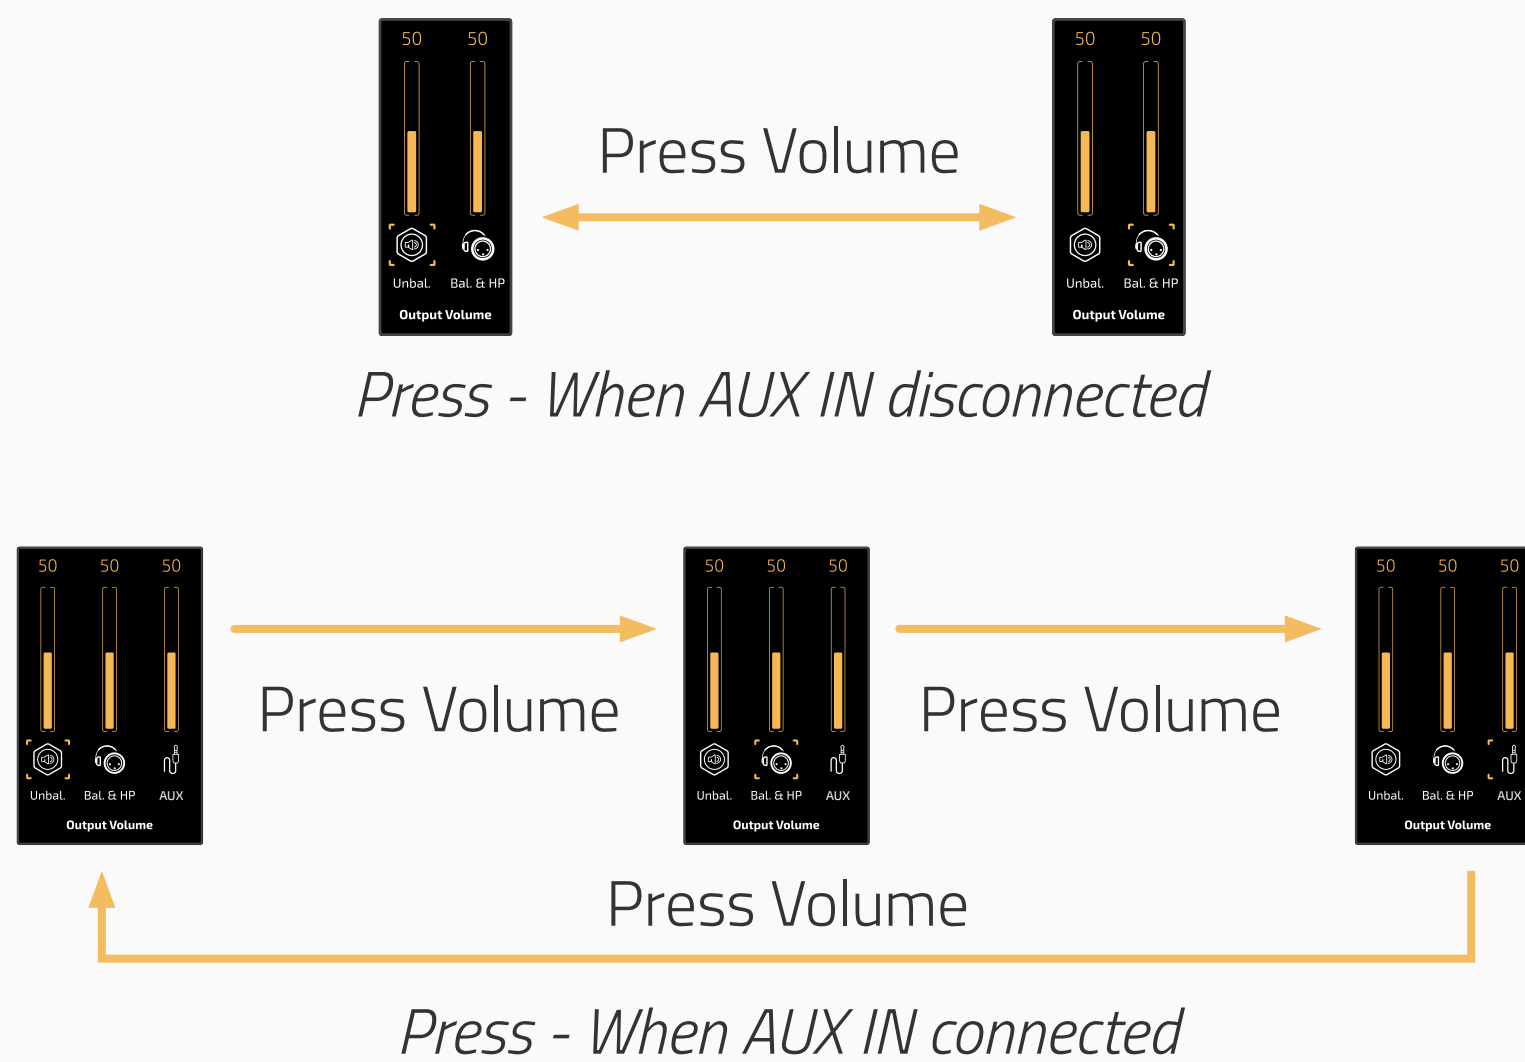 50 50
50 50
Press Volume
Unbal. Bal. & HP
Unbal. Bal. & HP
Output Volume
Output Volume
Press - When AUX IN disconnected
50 50 50
50 50 50
50 50 50
Press Volume
Press Volume
Unbal. Bal. & HP AUX
Unbal. Bal. & HP AUX
Unbal. Bal. & HP AUX
Output Volume
Output Volume
Output Volume
Press Volume
Press - When AUX IN connected